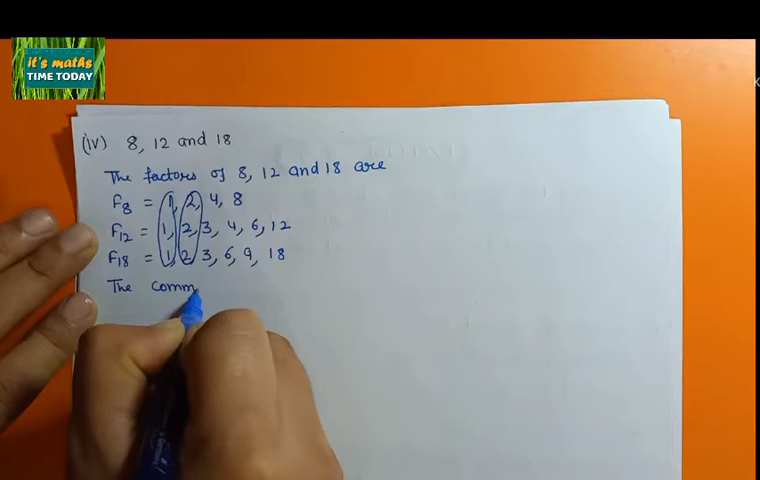 it's maths
TIME TODAY
(iv) 8, 12 and 18
The factors of 8, 12 and 18 are
F8 = 1, 2, 4, 8
F12 = 1, 2, 3, 4, 6, 12
F18 = 1, 2, 3, 6, 9, 18
The comm